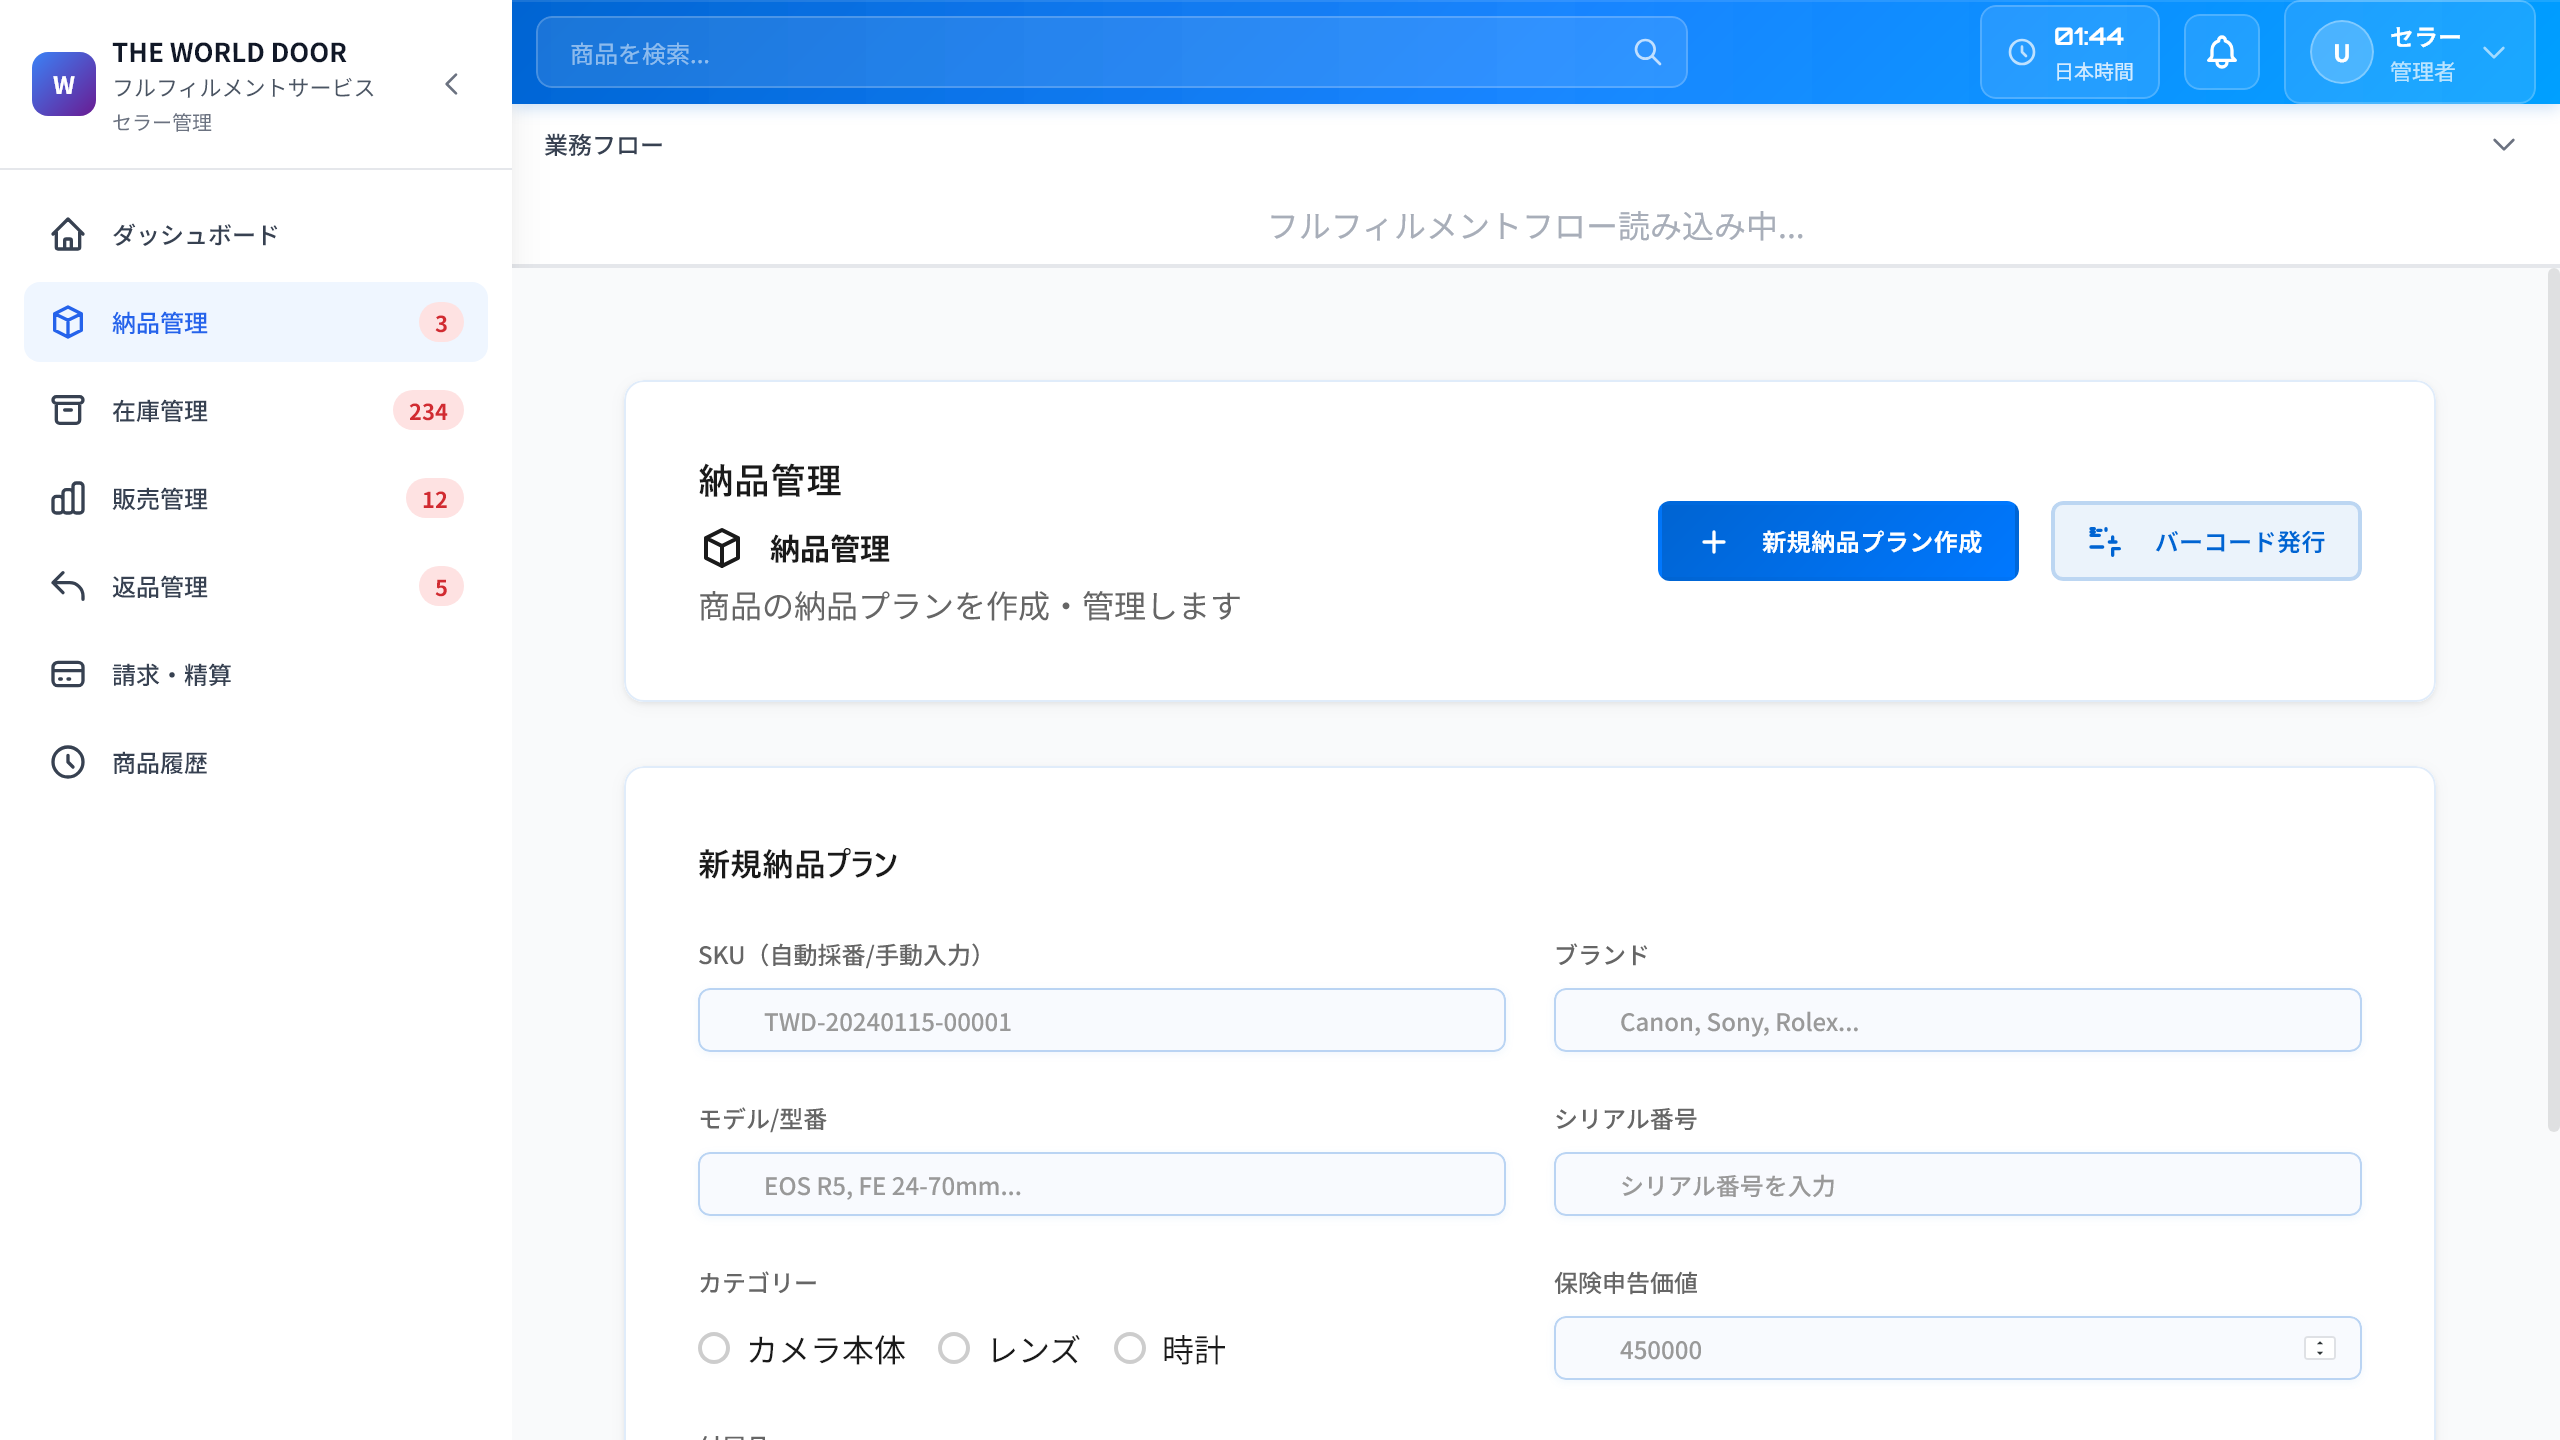 W
THE WORLD DOOR
フルフィルメントサービス
セラー管理
商品を検索...
01:44
日本時間
U
セラー
管理者
ダッシュボード
納品管理
3
在庫管理
234
販売管理
12
返品管理
5
請求・精算
商品履歴
業務フロー
フルフィルメントフロー読み込み中...
納品管理
納品管理
商品の納品プランを作成・管理します
新規納品プラン作成
バーコード発行
新規納品プラン
SKU（自動採番/手動入力）
ブランド
TWD-20240115-00001
Canon, Sony, Rolex...
モデル/型番
シリアル番号
EOS R5, FE 24-70mm...
シリアル番号を入力
カテゴリー
保険申告価値
カメラ本体
レンズ
時計
450000